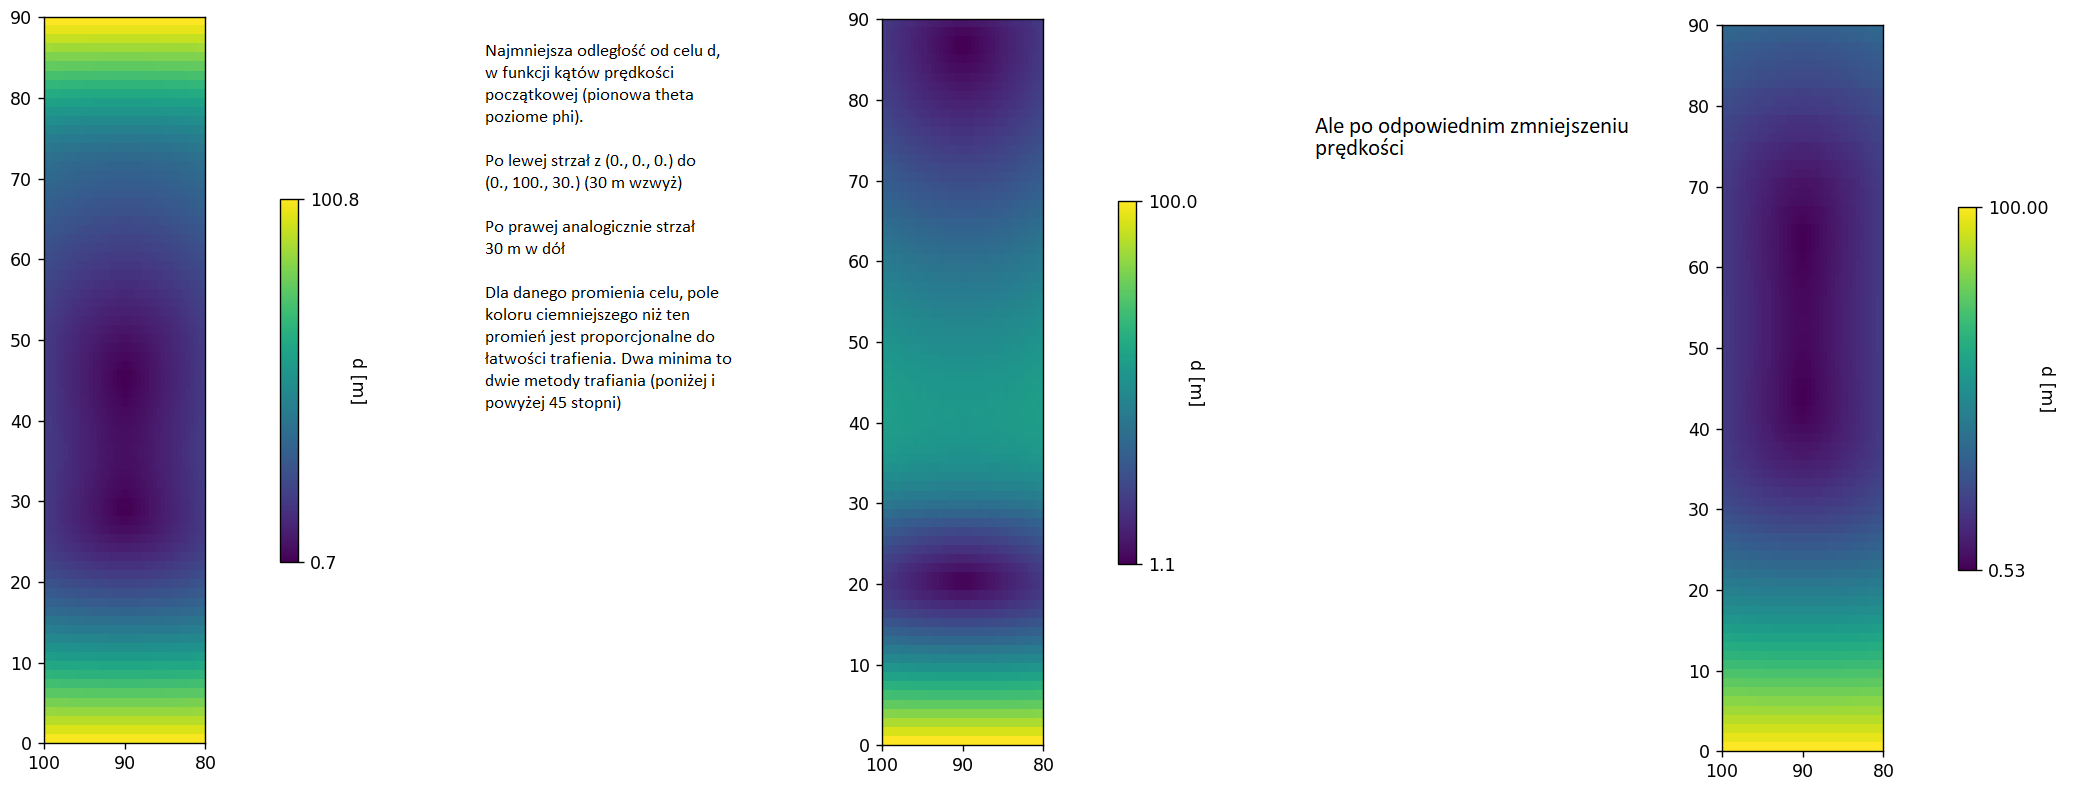 90
80
70
60
50
40
30
20
10
0
100
90
80
100.8
0.7
d [m]
Najmniejsza odległość od celu d,
w funkcji kątów prędkości
początkowej (pionowa theta
poziome phi).
Po lewej strzał z (0., 0., 0.) do
(0., 100., 30.) (30 m wzwyż)
Po prawej analogicznie strzał
30 m w dół
Dla danego promienia celu, pole
koloru ciemniejszego niż ten
promień jest proporcjonalne do
łatwości trafienia. Dwa minima to
dwie metody trafiania (poniżej i
powyżej 45 stopni)
90
80
70
60
50
40
30
20
10
0
100
90
80
100.0
1.1
d [m]
Ale po odpowiednim zmniejszeniu
prędkości
90
80
70
60
50
40
30
20
10
0
100
90
80
100.00
0.53
d [m]